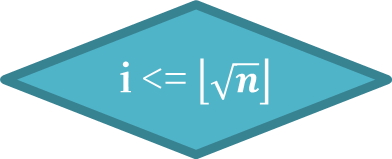 i <= ⌊√n⌋